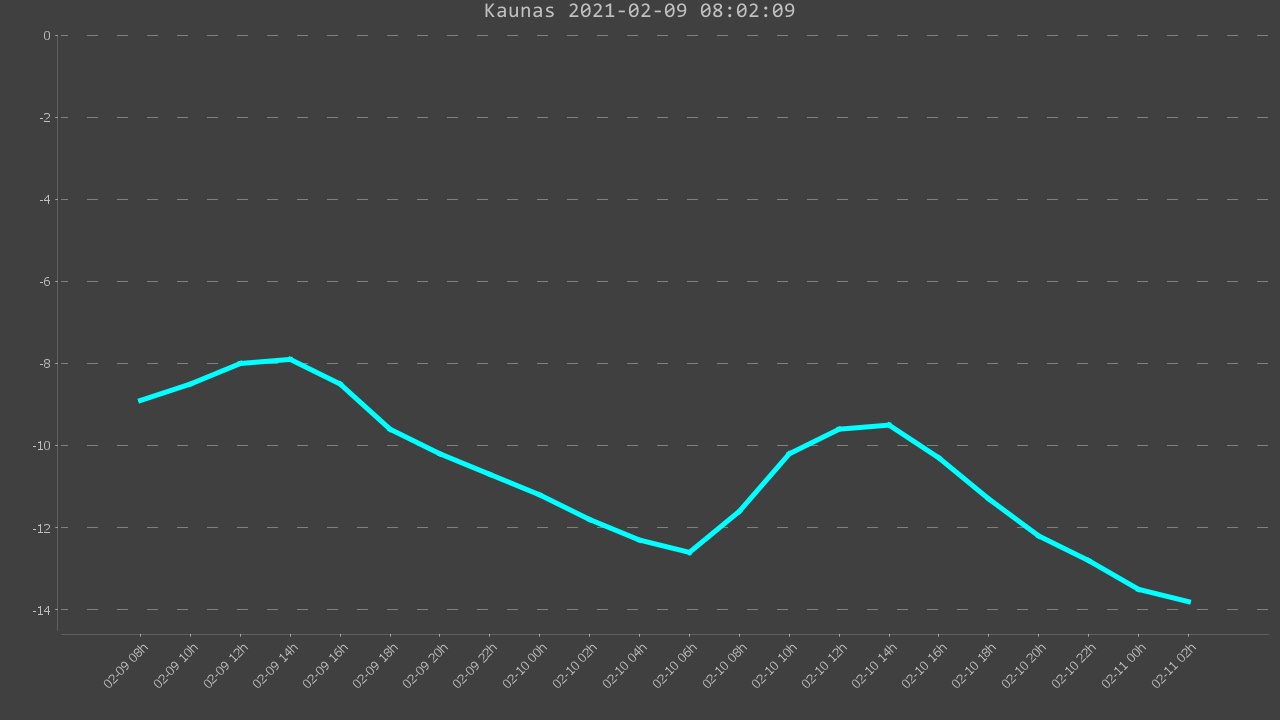 Kaunas 2021-02-09 08:02:09
0
-2
-4
-6
-8
-10
-12
-14
02-09 08h
02-09 10h
02-09 12h
02-09 14h
02-09 16h
02-09 18h
02-09 20h
02-09 22h
02-10 00h
02-10 02h
02-10 04h
02-10 06h
02-10 08h
02-10 10h
02-10 12h
02-10 14h
02-10 16h
02-10 18h
02-10 20h
02-10 22h
02-11 00h
02-11 02h